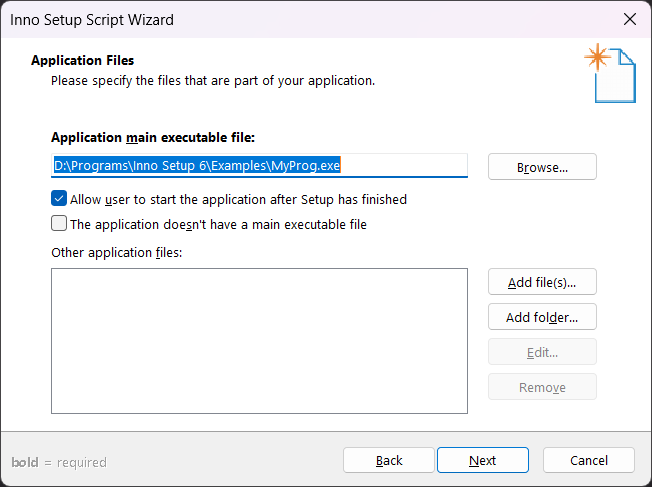 Inno Setup Script Wizard
Application Files
Please specify the files that are part of your application.
Application main executable file:
D:\Programs\Inno Setup 6\Examples\MyProg.exe
Browse...
Allow user to start the application after Setup has finished
The application doesn't have a main executable file
Other application files:
Add file(s)...
Add folder...
Edit...
Remove
bold = required
Back
Next
Cancel